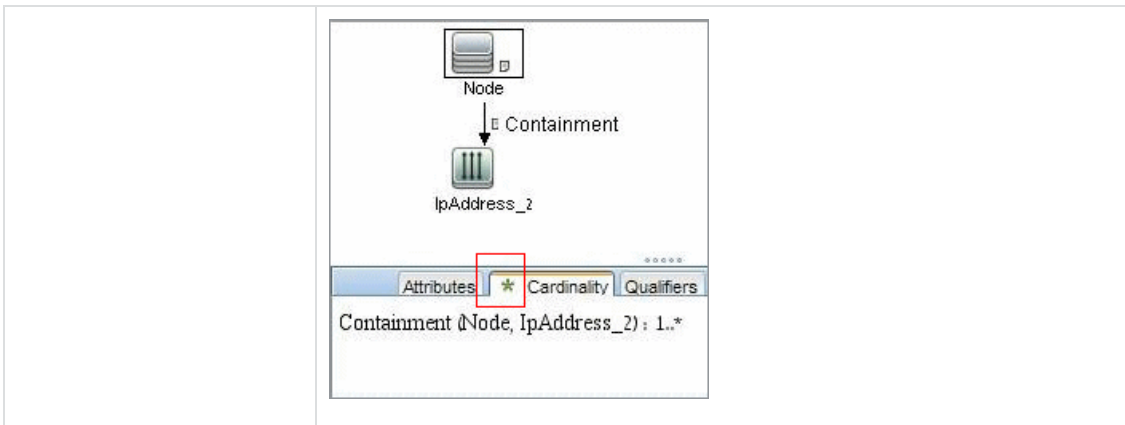 Node
Containment
IpAddress_2
Attributes * Cardinality Qualifiers
Containment (Node, IpAddress_2) : 1..*